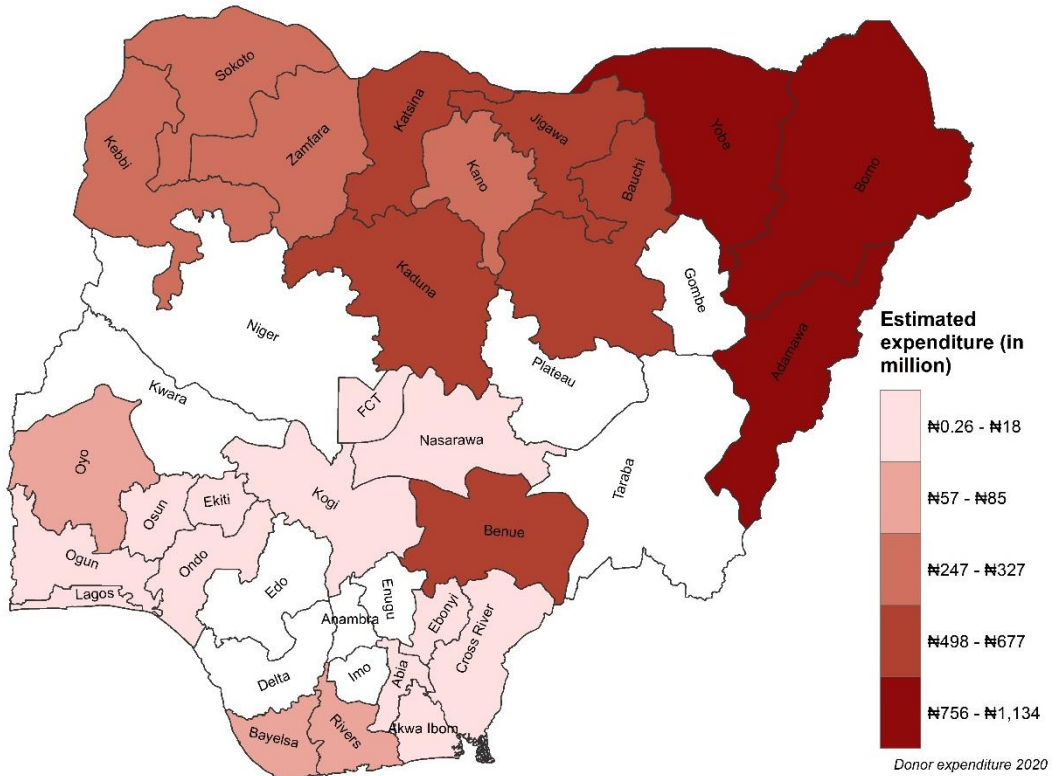 Sokoto
Katsina
Jigawa
Yobe
Borno
Kebbi
Zamfara
Kano
Bauchi
Kaduna
Gombe
Niger
Plateau
Adamawa
Kwara
FCT
Nasarawa
Taraba
Oyo
Osun
Ekiti
Kogi
Benue
Ogun
Ondo
Lagos
Edo
Enugu
Anambra
Ebonyi
Cross River
Delta
Imo
Abia
Bayelsa
Rivers
Akwa Ibom
Estimated
expenditure (in
million)
₦0.26 - ₦18
₦57 - ₦85
₦247 - ₦327
₦498 - ₦677
₦756 - ₦1,134
Donor expenditure 2020